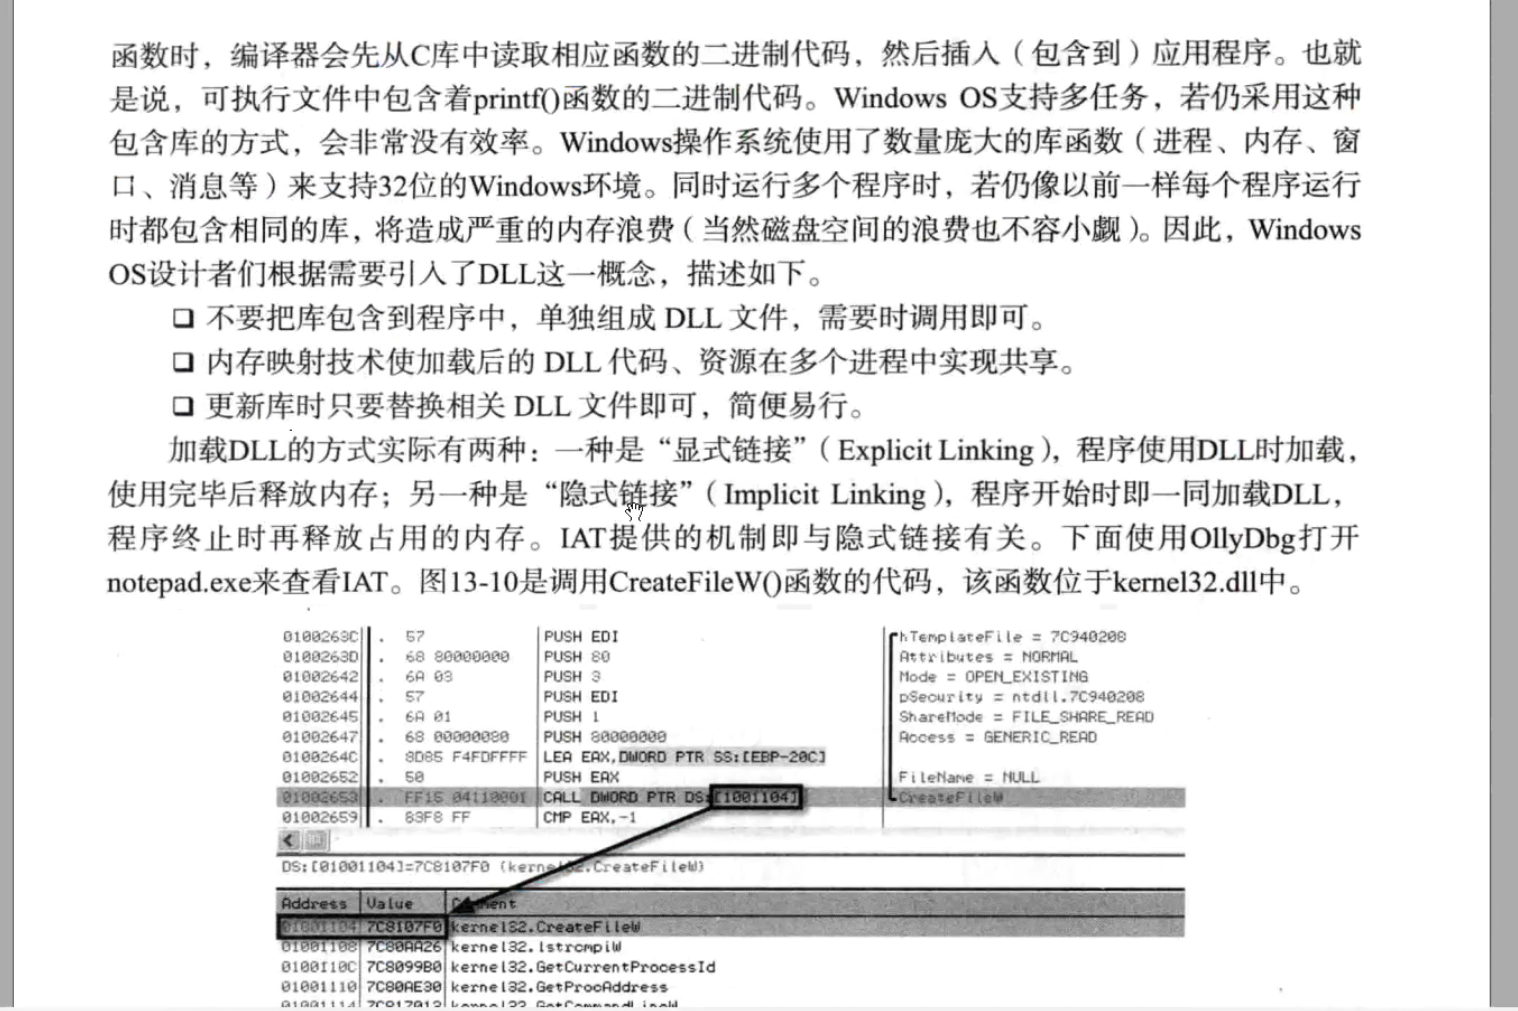 函数时，编译器会先从C库中读取相应函数的二进制代码，然后插入（包含到）应用程序。也就
是说，可执行文件中包含着printf()函数的二进制代码。Windows OS支持多任务，若仍采用这种
包含库的方式，会非常没有效率。Windows操作系统使用了数量庞大的库函数（进程、内存、窗
口、消息等）来支持32位的Windows环境。同时运行多个程序时，若仍像以前一样每个程序运行
时都包含相同的库，将造成严重的内存浪费（当然磁盘空间的浪费也不容小觑）。因此，Windows
OS设计者们根据需要引入了DLL这一概念，描述如下。
❑ 不要把库包含到程序中，单独组成 DLL 文件，需要时调用即可。
❑ 内存映射技术使加载后的 DLL 代码、资源在多个进程中实现共享。
❑ 更新库时只要替换相关 DLL 文件即可，简便易行。
加载DLL的方式实际有两种：一种是“显式链接”（Explicit Linking），程序使用DLL时加载，
使用完毕后释放内存；另一种是“隐式链接”（Implicit Linking），程序开始时即一同加载DLL，
程序终止时再释放占用的内存。IAT提供的机制即与隐式链接有关。下面使用OllyDbg打开
notepad.exe来查看IAT。图13-10是调用CreateFileW()函数的代码，该函数位于kernel32.dll中。
0100263C . 57 PUSH EDI hTemplateFile = 7C940208
0100263D . 68 80000000 PUSH 80 Attributes = NORMAL
01002642 . 6A 03 PUSH 3 Mode = OPEN_EXISTING
01002644 . 57 PUSH EDI pSecurity = ntdll.7C940208
01002645 . 6A 01 PUSH 1 ShareMode = FILE_SHARE_READ
01002647 . 68 00000080 PUSH 80000000 Access = GENERIC_READ
0100264C . 8D85 F4FDFFFF LEA EAX,DWORD PTR SS:[EBP-20C]
01002652 . 50 PUSH EAX FileName = NULL
01002653 . FF15 04110001 CALL DWORD PTR DS:[1001104] CreateFileW
01002659 . 83F8 FF CMP EAX,-1
DS:[01001104]=7C8107F0 (kernel32.CreateFileW)
Address Value Comment
01001104 7C8107F0 kernel32.CreateFileW
01001108 7C80AA26 kernel32.lstrcmpiW
0100110C 7C8099B0 kernel32.GetCurrentProcessId
01001110 7C80AE30 kernel32.GetProcAddress
01001114 kernel32.GetCommandLineW